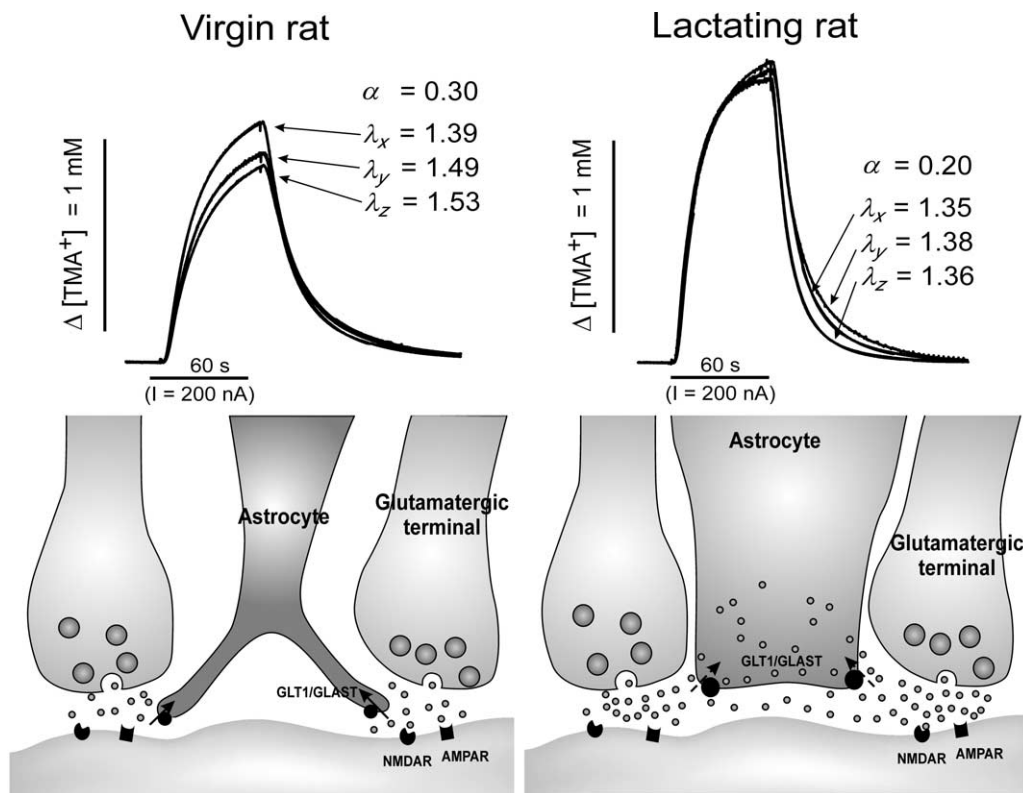 Virgin rat
Δ [TMA⁺] = 1 mM
α = 0.30
λx = 1.39
λy = 1.49
λz = 1.53
60 s
(I = 200 nA)
Lactating rat
Δ [TMA⁺] = 1 mM
α = 0.20
λx = 1.35
λy = 1.38
λz = 1.36
60 s
(I = 200 nA)
Astrocyte
Glutamatergic
terminal
GLT1/GLAST
NMDAR
AMPAR
Astrocyte
Glutamatergic
terminal
GLT1/GLAST
NMDAR
AMPAR